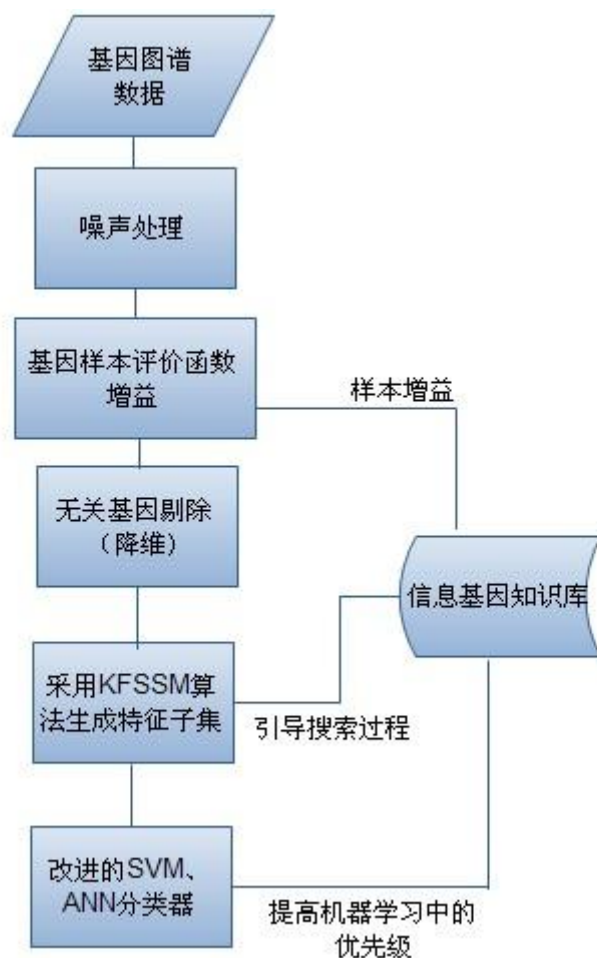 基因图谱
数据
噪声处理
基因样本评价函数
增益
样本增益
无关基因剔除
（降维）
信息基因知识库
采用KFSSM算
法生成特征子集
引导搜索过程
改进的SVM、
ANN分类器
提高机器学习中的
优先级